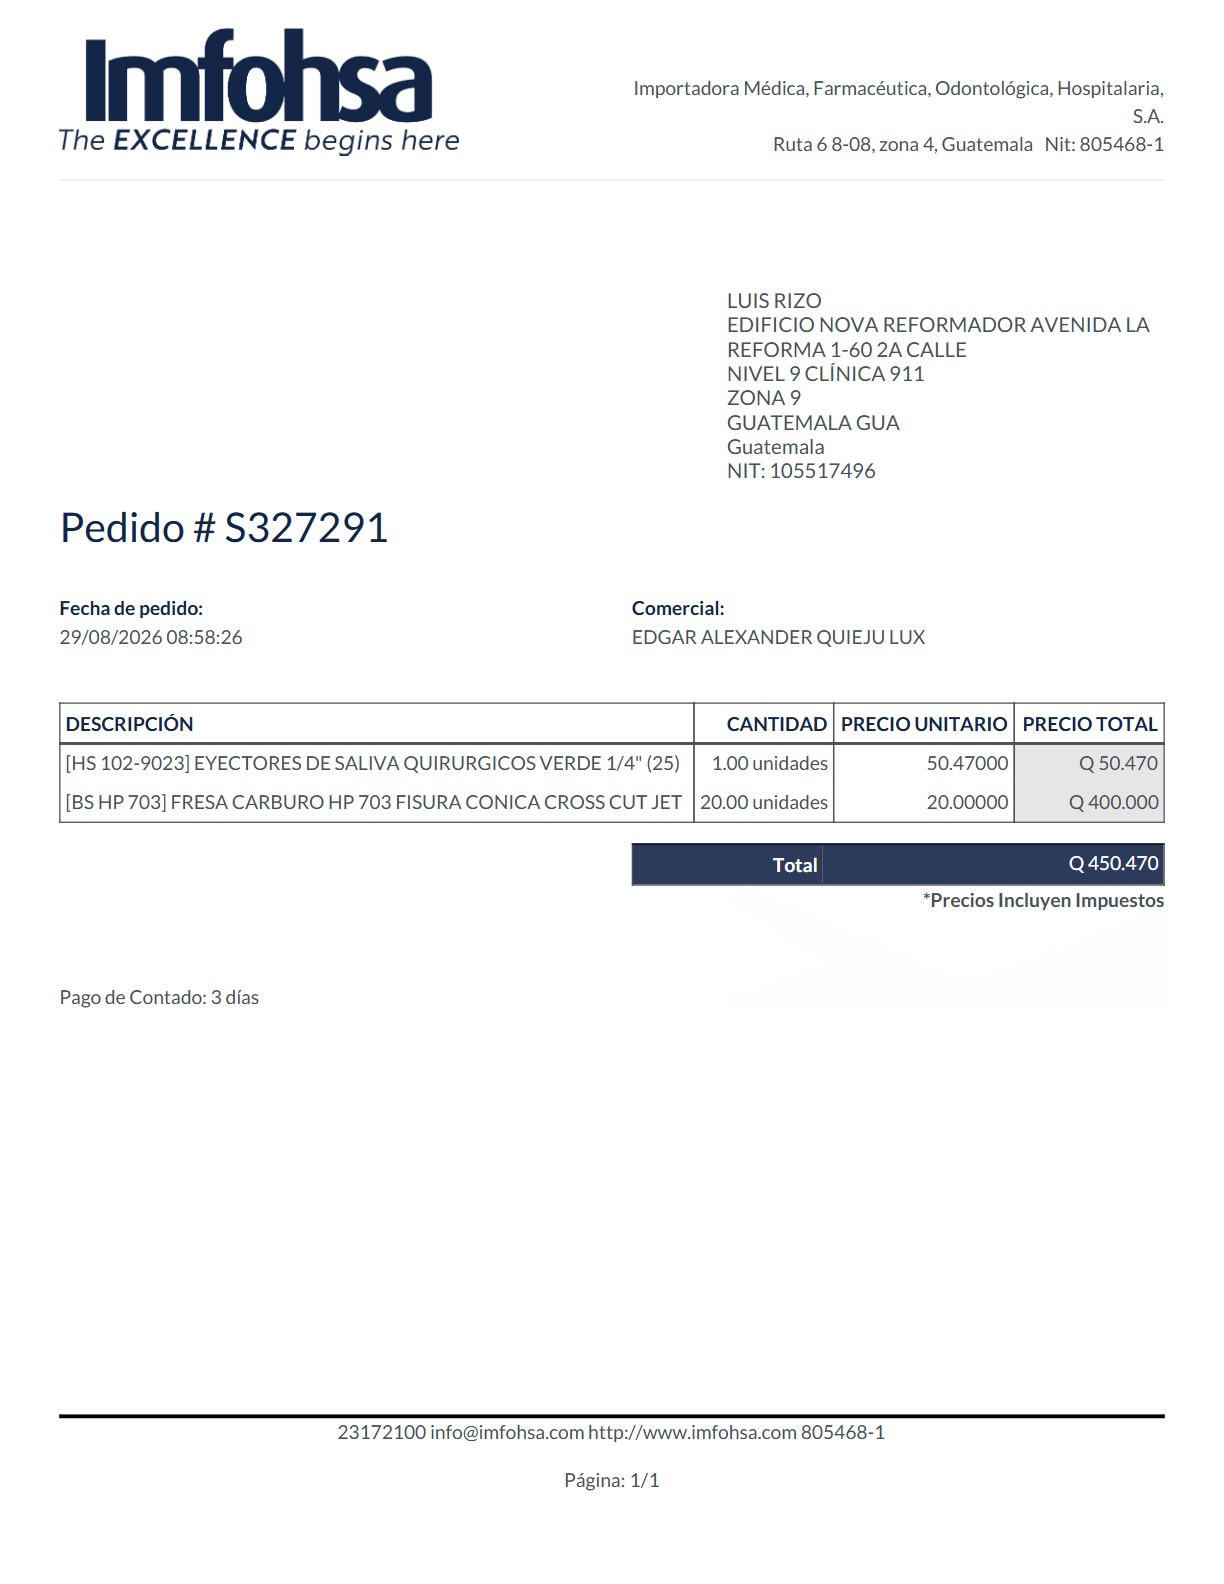 Imfohsa
The EXCELLENCE begins here
Importadora Médica, Farmacéutica, Odontológica, Hospitalaria,
S.A.
Ruta 6 8-08, zona 4, Guatemala Nit: 805468-1
LUIS RIZO
EDIFICIO NOVA REFORMADOR AVENIDA LA
REFORMA 1-60 2A CALLE
NIVEL 9 CLÍNICA 911
ZONA 9
GUATEMALA GUA
Guatemala
NIT: 105517496
Pedido # S327291
Fecha de pedido: Comercial:
29/08/2026 08:58:26 EDGAR ALEXANDER QUIEJU LUX
DESCRIPCIÓN CANTIDAD PRECIO UNITARIO PRECIO TOTAL
[HS 102-9023] EYECTORES DE SALIVA QUIRURGICOS VERDE 1/4" (25) 1.00 unidades 50.47000 Q 50.470
[BS HP 703] FRESA CARBURO HP 703 FISURA CONICA CROSS CUT JET 20.00 unidades 20.00000 Q 400.000
Total Q 450.470
*Precios Incluyen Impuestos
Pago de Contado: 3 días
23172100 info@imfohsa.com http://www.imfohsa.com 805468-1
Página: 1/1